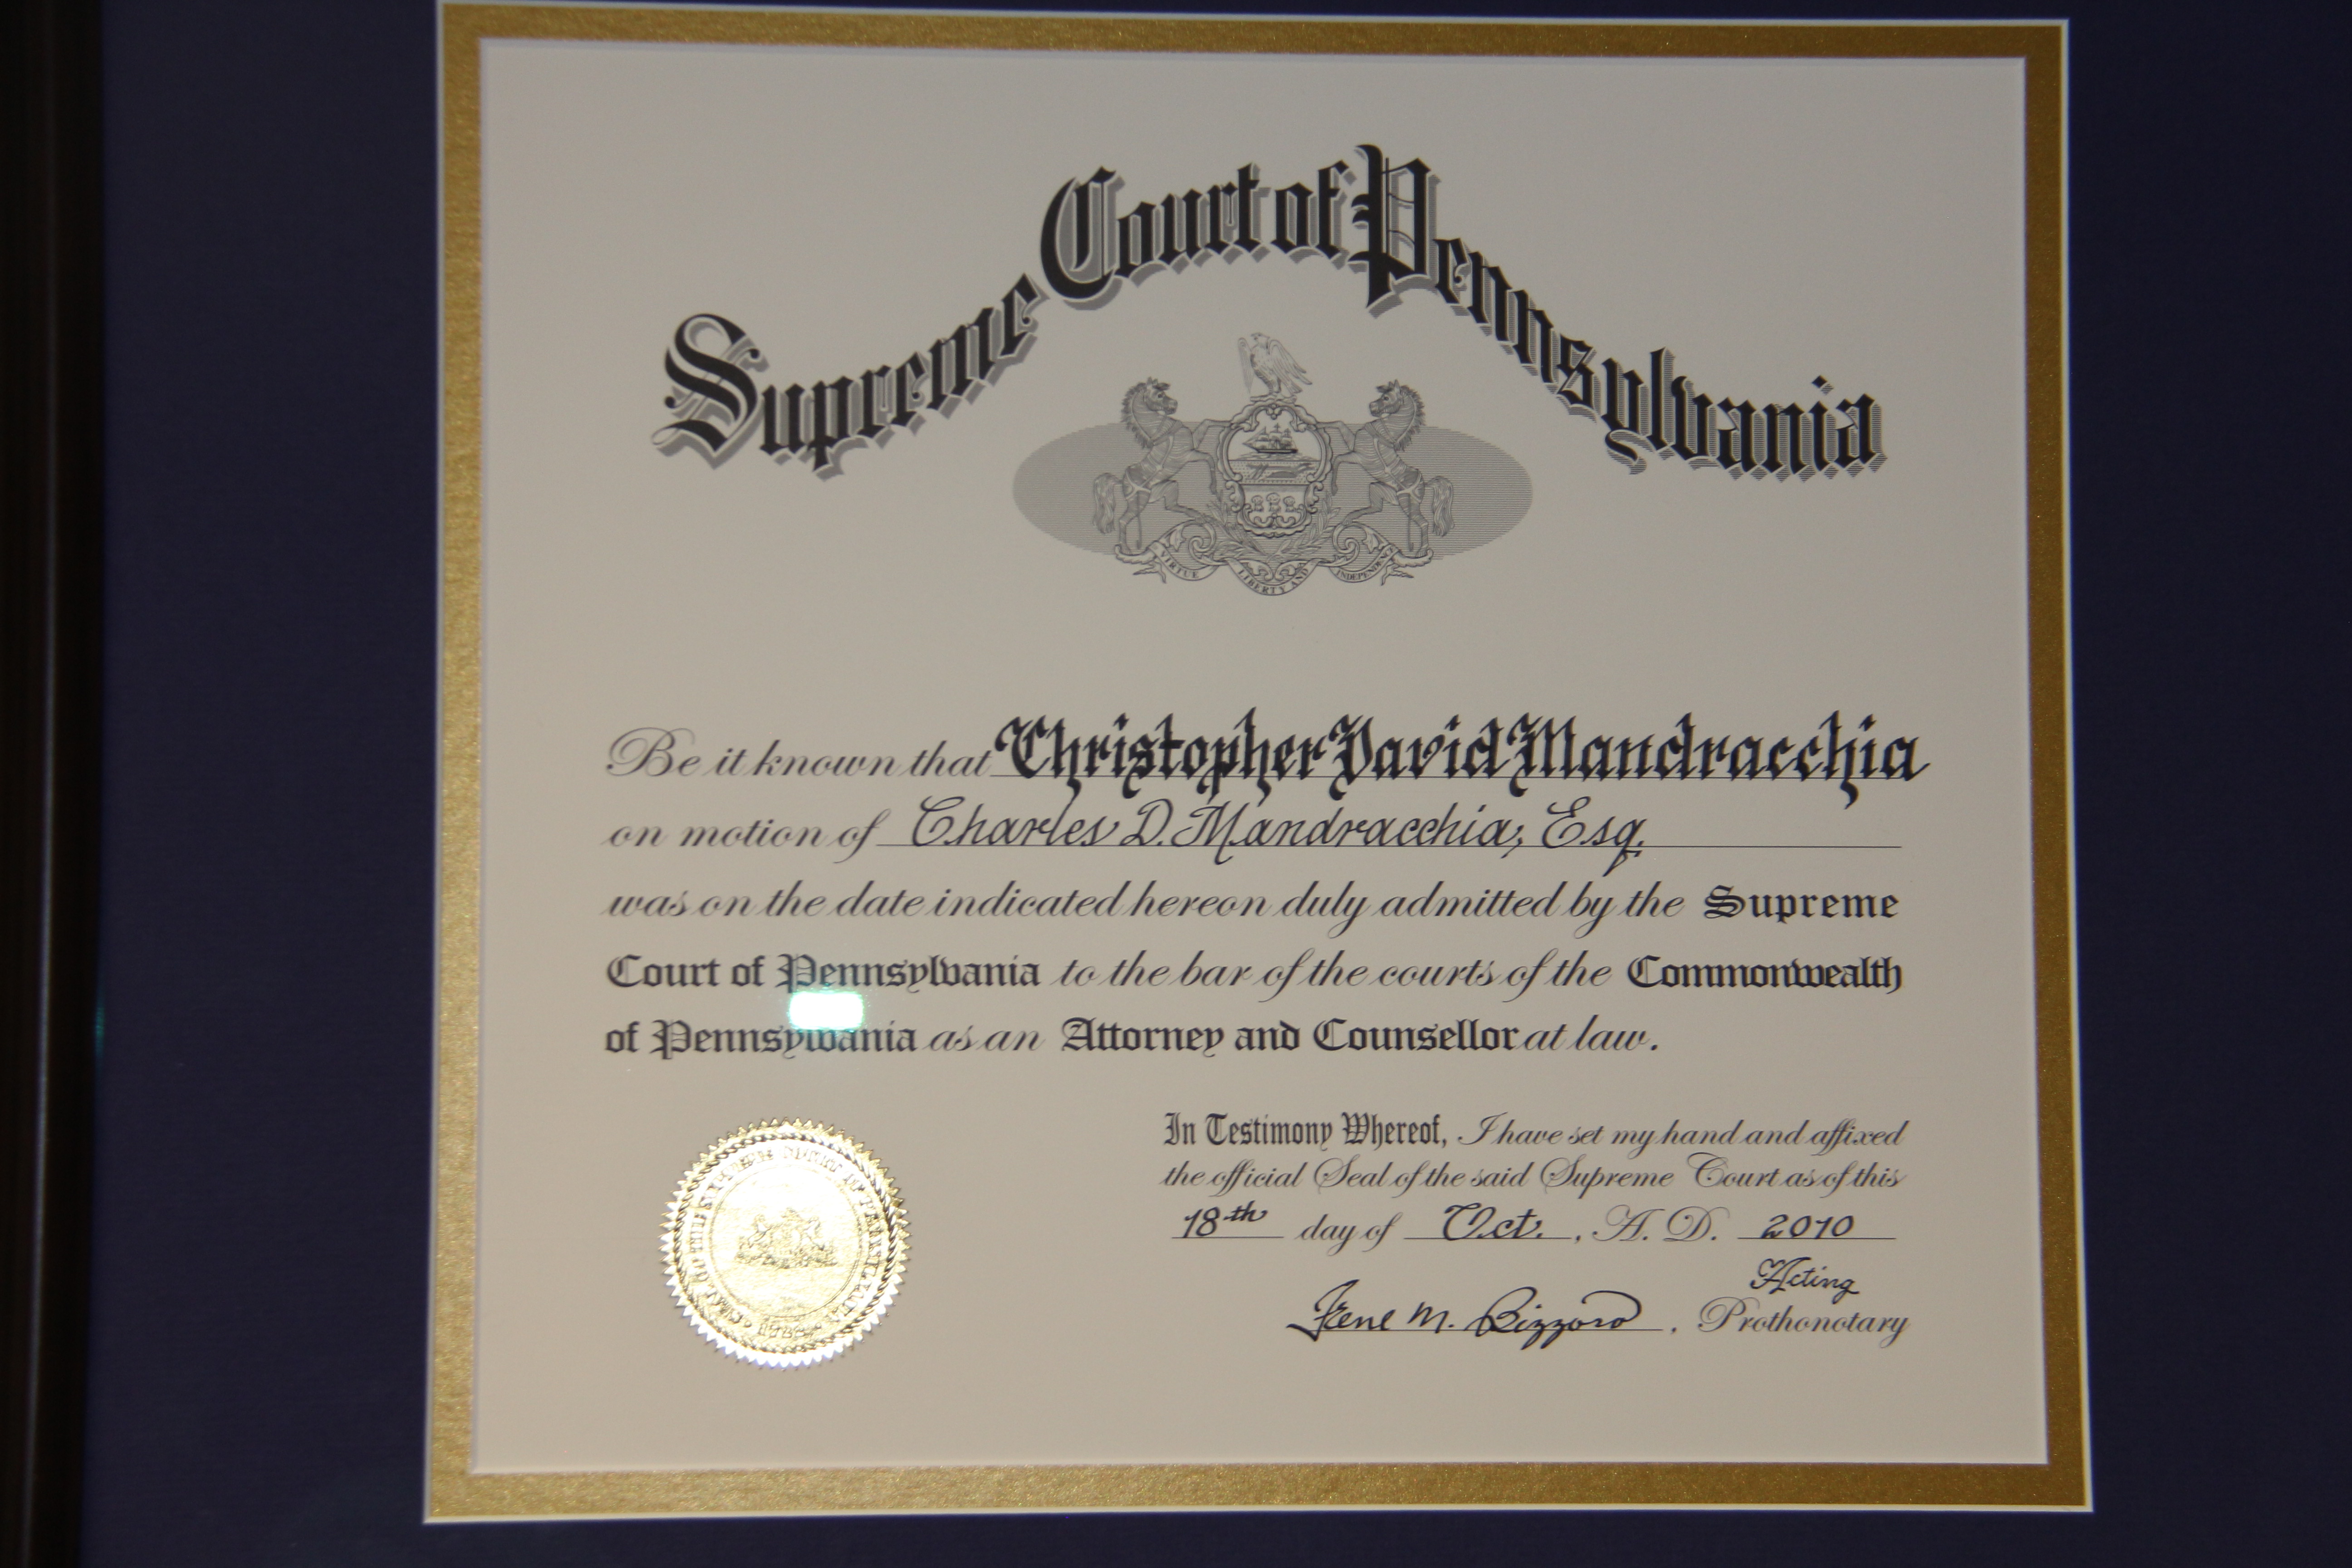 Supreme Court of Pennsylvania
VIRTUE LIBERTY AND INDEPENDENCE
Be it known that Christopher David Mandracchia
on motion of Charles D. Mandracchia, Esq.
was on the date indicated hereon duly admitted by the Supreme
Court of Pennsylvania to the bar of the courts of the Commonwealth
of Pennsylvania as an Attorney and Counsellor at law.
In Testimony Whereof, I have set my hand and affixed
the official Seal of the said Supreme Court as of this
18th day of Oct., A. D. 2010
Acting
Irene M. Bizzoso, Prothonotary